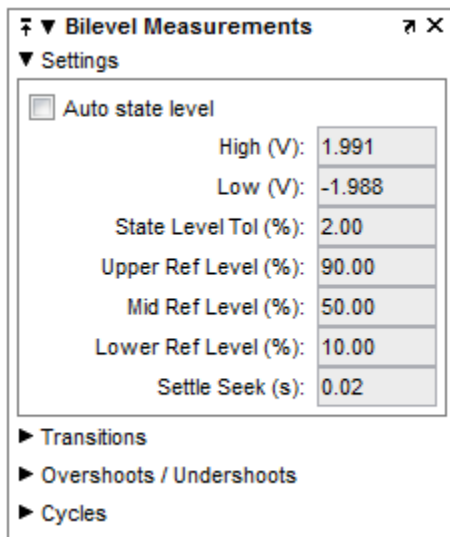 Bilevel Measurements
Settings
Auto state level
High (V): 1.991
Low (V): -1.988
State Level Tol (%): 2.00
Upper Ref Level (%): 90.00
Mid Ref Level (%): 50.00
Lower Ref Level (%): 10.00
Settle Seek (s): 0.02
Transitions
Overshoots / Undershoots
Cycles